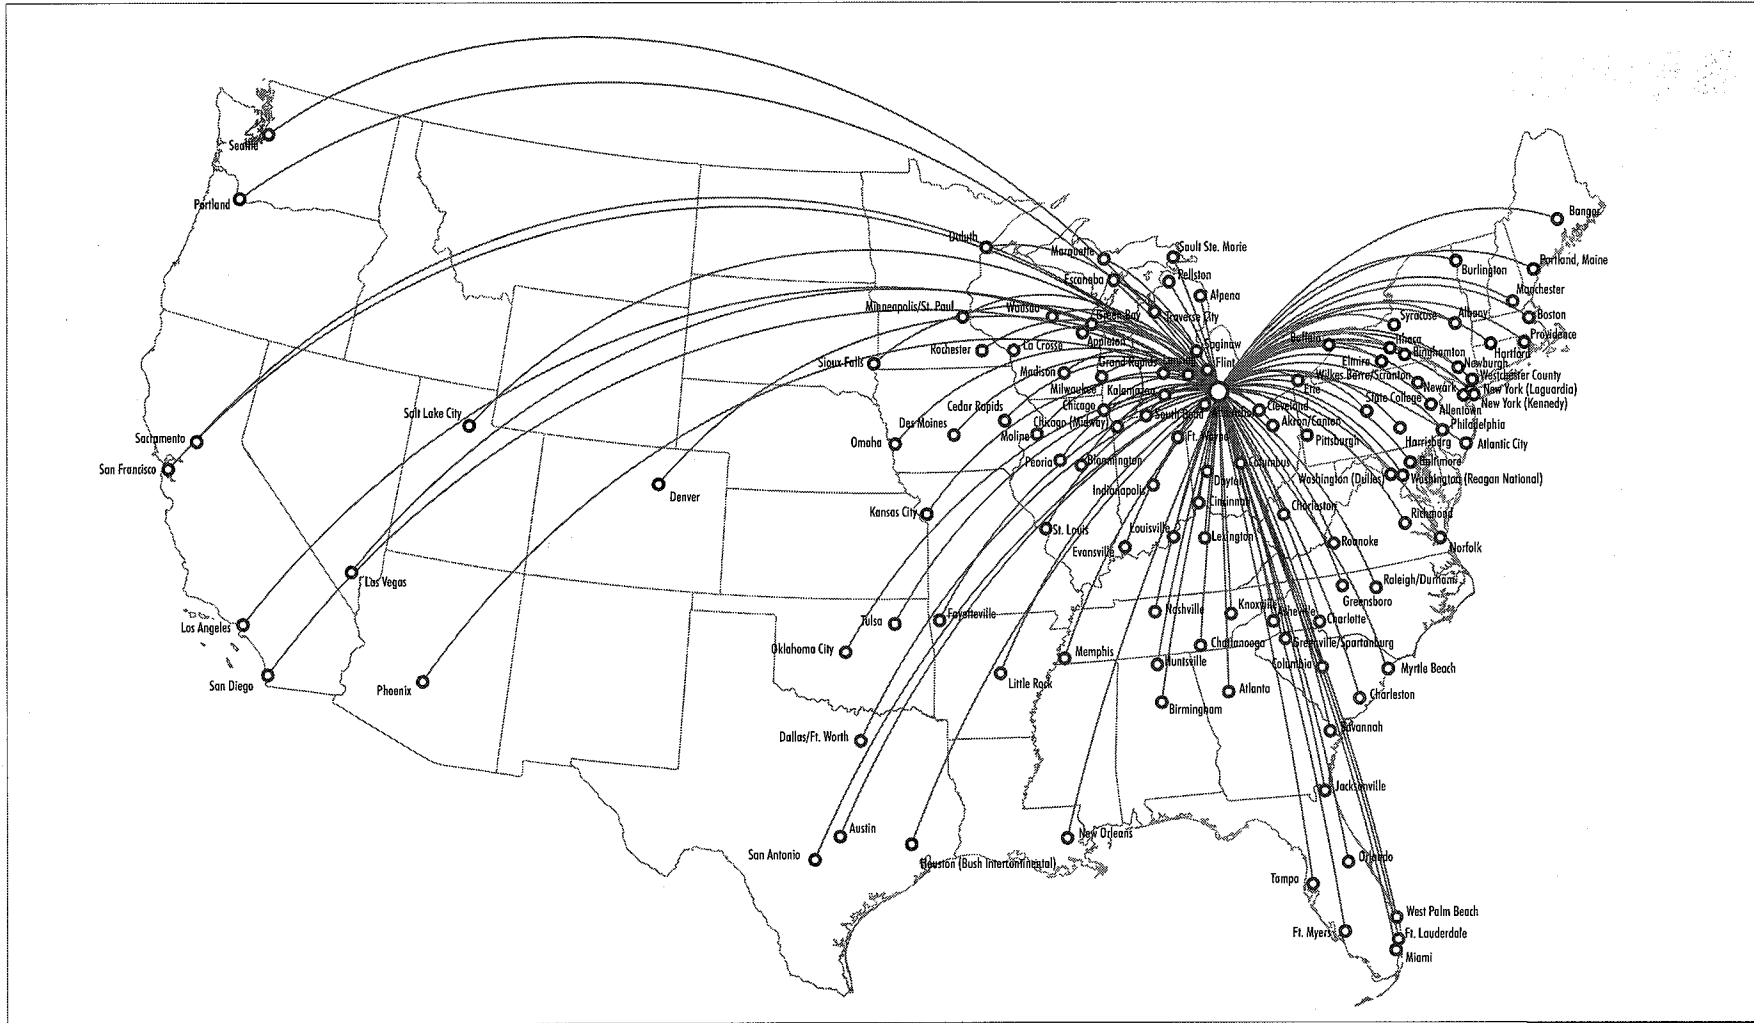 Seattle
Portland
Sacramento
San Francisco
Los Angeles
San Diego
Las Vegas
Phoenix
Salt Lake City
Denver
Duluth
Marquette
Sault Ste. Marie
Escanaba
Pellston
Alpena
Minneapolis/St. Paul
Wausau
Green Bay
Traverse City
Appleton
Sioux Falls
Rochester
La Crosse
Saginaw
Madison
Grand Rapids
Lansing
Flint
Milwaukee
Kalamazoo
Cedar Rapids
Chicago
South Bend
Des Moines
Chicago (Midway)
Omaha
Moline
Ft. Wayne
Peoria
Bloomington
Indianapolis
Dayton
Columbus
Cleveland
Akron/Canton
Pittsburgh
Erie
Cincinnati
Kansas City
St. Louis
Louisville
Evansville
Lexington
Charleston
Roanoke
Bangor
Burlington
Portland, Maine
Manchester
Syracuse
Albany
Boston
Buffalo
Ithaca
Providence
Binghamton
Hartford
Elmira
Newburgh
Wilkes Barre/Scranton
Westchester County
Newark
New York (Laguardia)
New York (Kennedy)
State College
Allentown
Philadelphia
Harrisburg
Atlantic City
Baltimore
Washington (Dulles)
Washington (Reagan National)
Richmond
Norfolk
Raleigh/Durham
Greensboro
Tulsa
Fayetteville
Oklahoma City
Nashville
Knoxville
Asheville
Charlotte
Memphis
Chattanooga
Greenville/Spartanburg
Huntsville
Columbia
Myrtle Beach
Little Rock
Atlanta
Charleston
Birmingham
Savannah
Dallas/Ft. Worth
Jacksonville
Austin
San Antonio
Houston (Bush Intercontinental)
New Orleans
Orlando
Tampa
West Palm Beach
Ft. Myers
Ft. Lauderdale
Miami